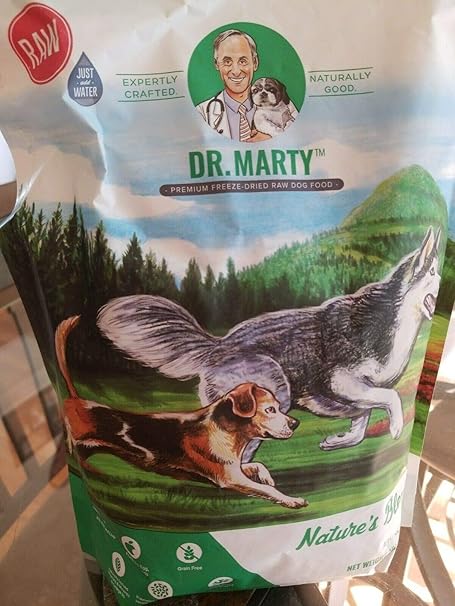 RAW
JUST
add
WATER
EXPERTLY
CRAFTED.
NATURALLY
GOOD.
DR. MARTY™
- PREMIUM FREEZE-DRIED RAW DOG FOOD -
Nature's
NET
Grain Free